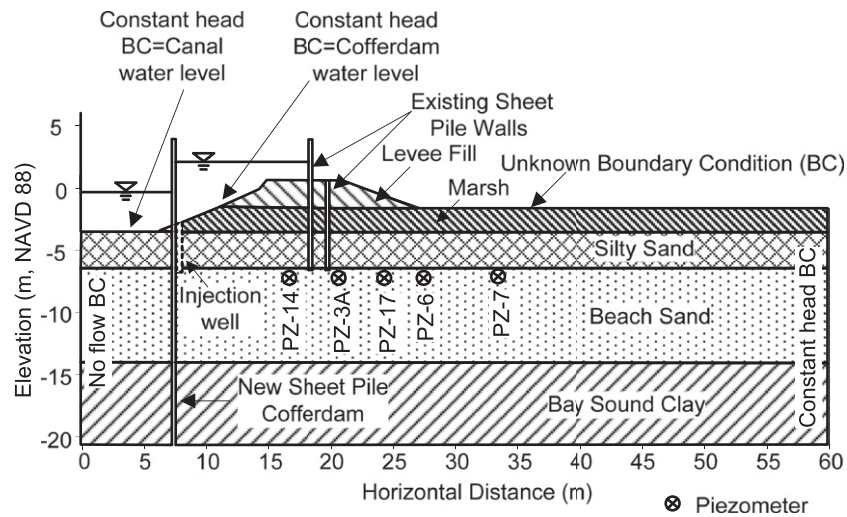 Constant head
BC=Canal
water level
Constant head
BC=Cofferdam
water level
Existing Sheet
Pile Walls
Levee Fill
Unknown Boundary Condition (BC)
Marsh
Silty Sand
Injection
well
PZ-14
PZ-3A
PZ-17
PZ-6
PZ-7
Beach Sand
No flow BC
Constant head BC
New Sheet Pile
Cofferdam
Bay Sound Clay
Elevation (m, NAVD 88)
5
0
-5
-10
-15
-20
0 5 10 15 20 25 30 35 40 45 50 55 60
Horizontal Distance (m)
Piezometer